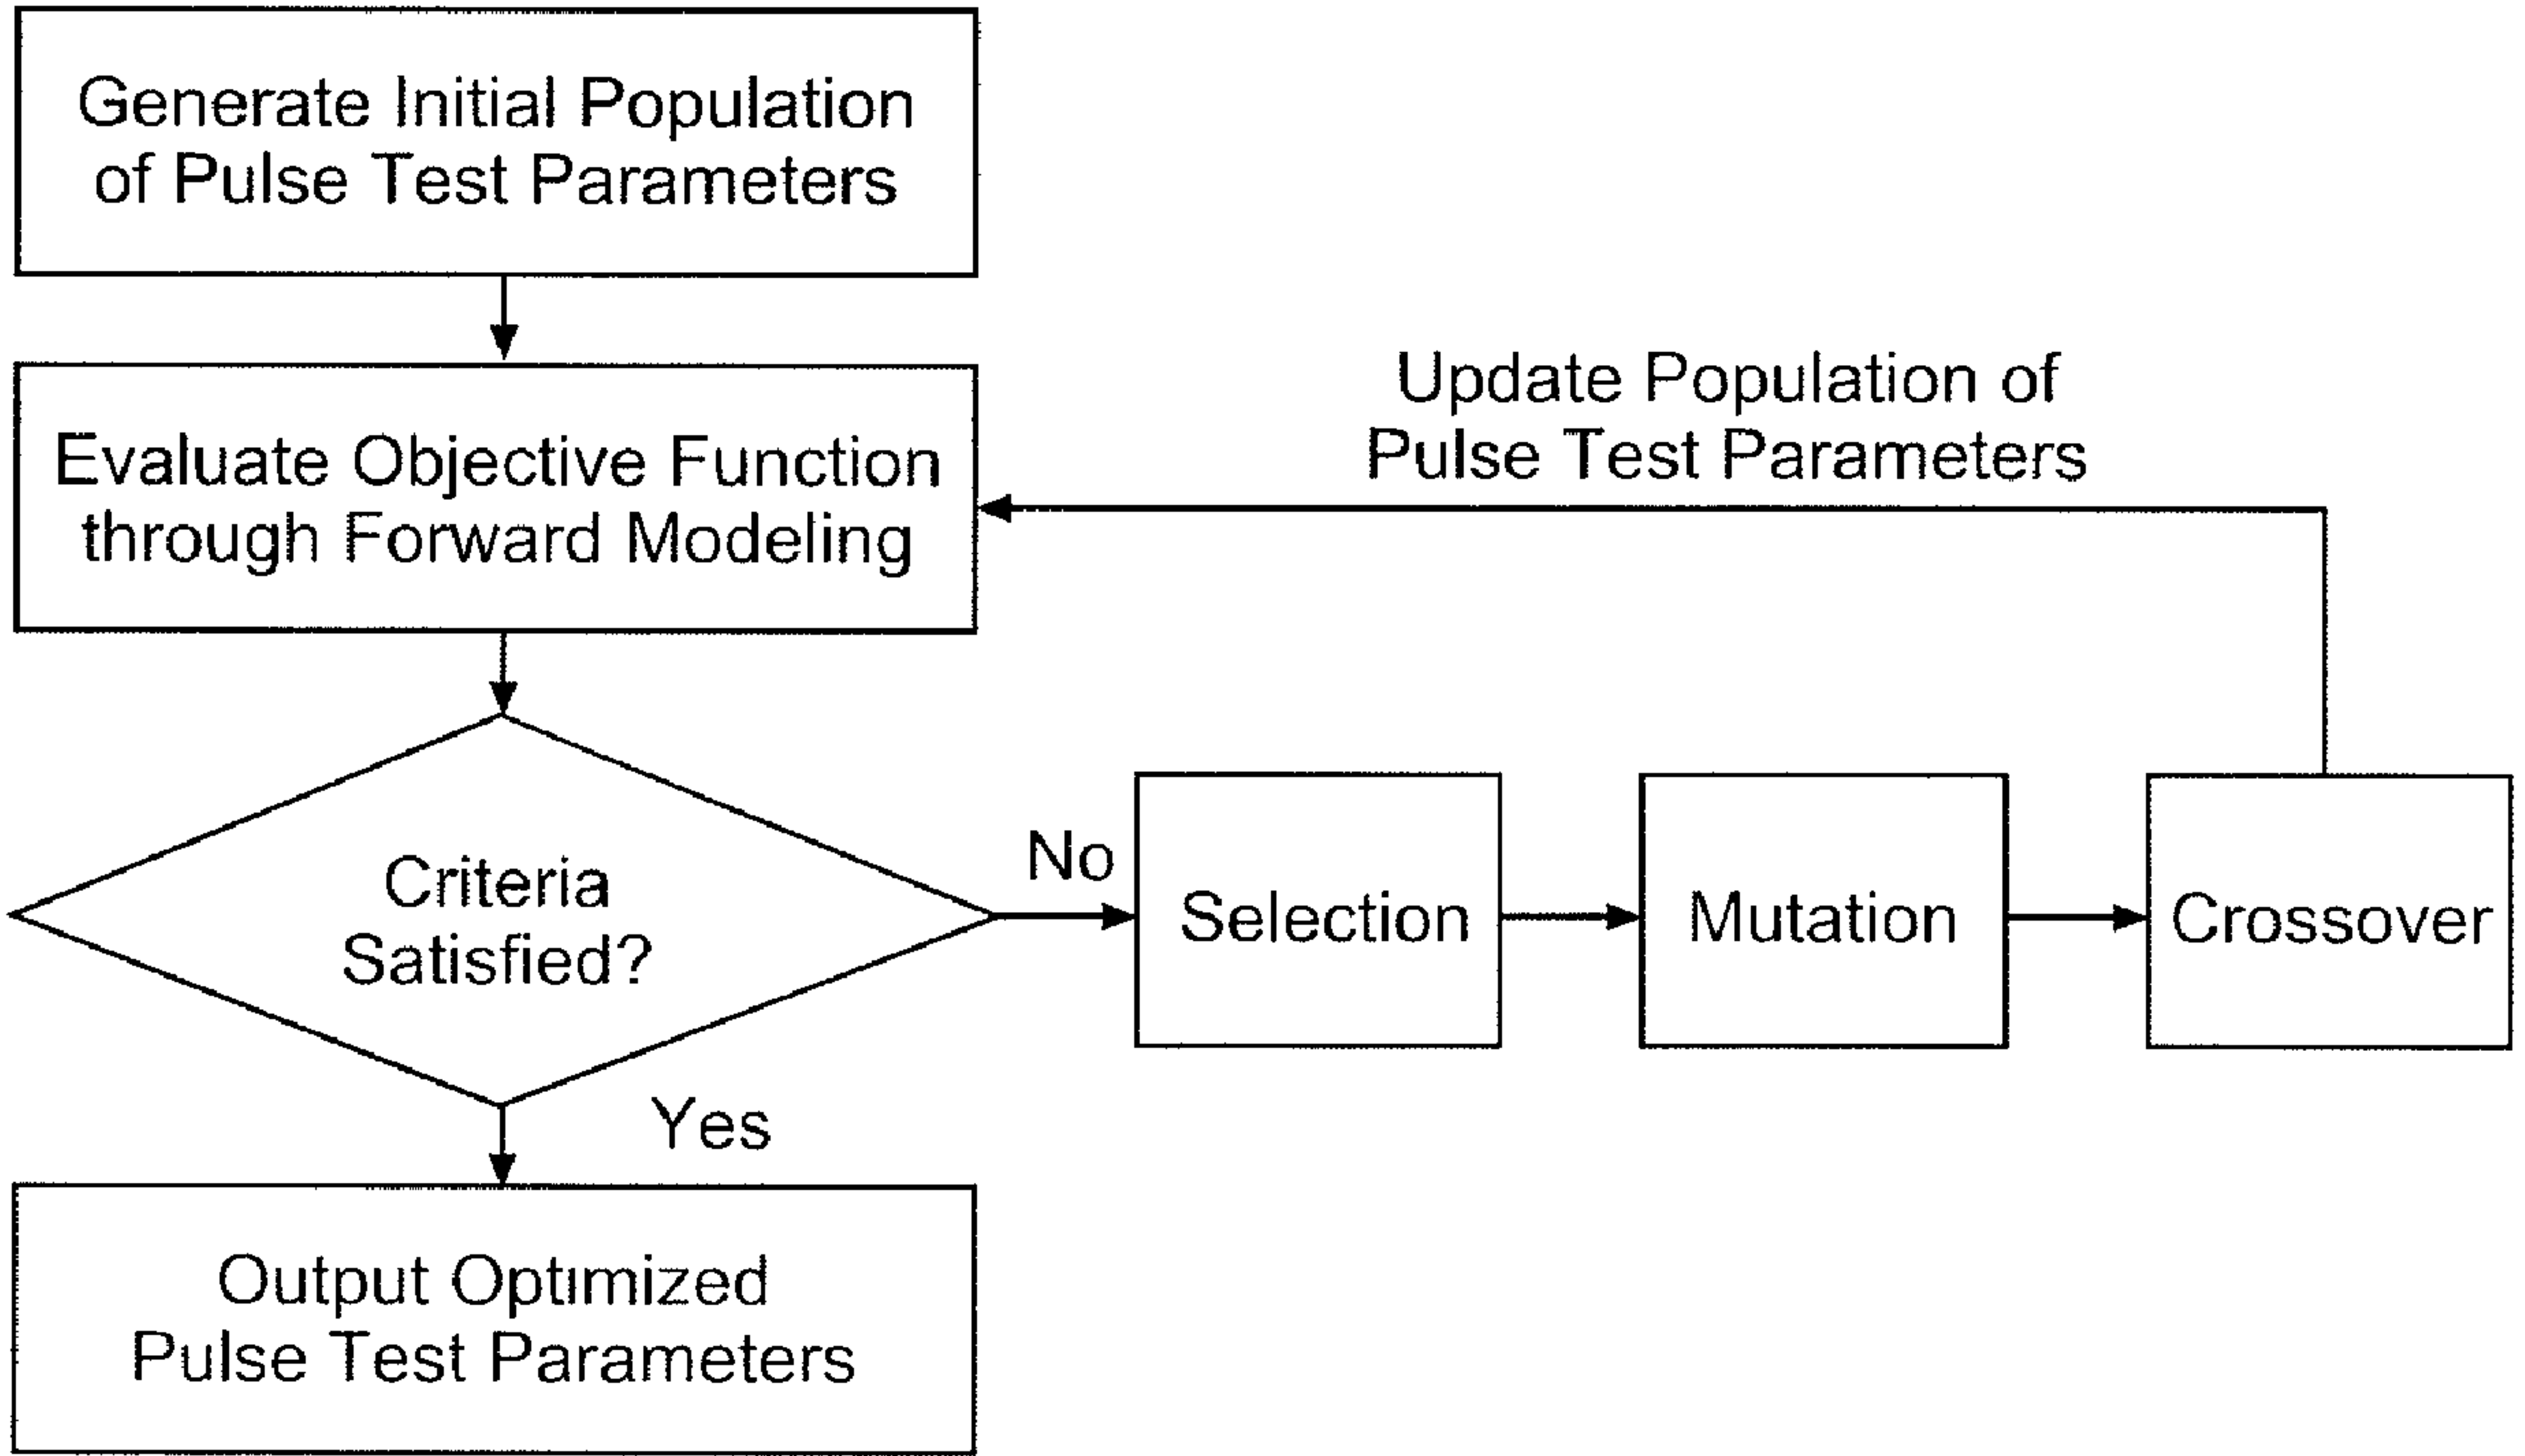 Generate Initial Population
of Pulse Test Parameters
Evaluate Objective Function
through Forward Modeling
Update Population of
Pulse Test Parameters
Criteria
Satisfied?
No
Selection
Mutation
Crossover
Yes
Output Optimized
Pulse Test Parameters